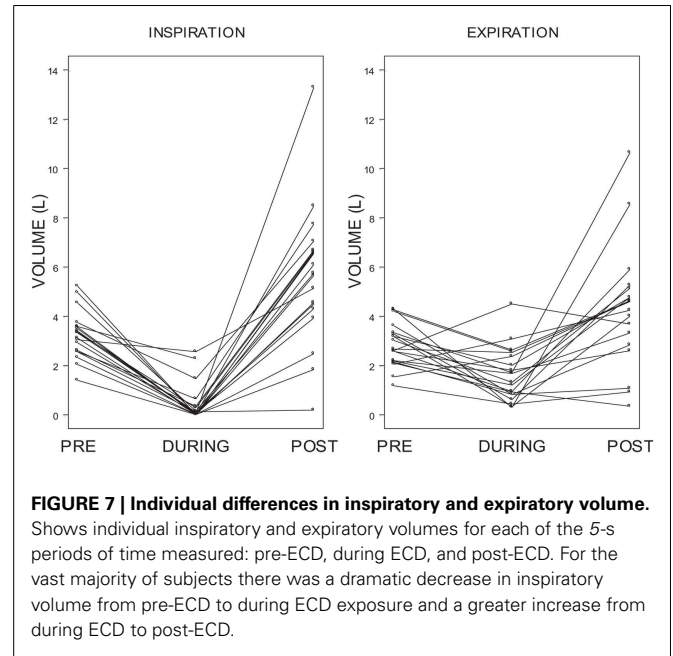 INSPIRATION
EXPIRATION
14
12
10
8
6
4
2
0
VOLUME (L)
PRE DURING POST
14
12
10
8
6
4
2
0
VOLUME (L)
PRE DURING POST
FIGURE 7 | Individual differences in inspiratory and expiratory volume.
Shows individual inspiratory and expiratory volumes for each of the 5-s
periods of time measured: pre-ECD, during ECD, and post-ECD. For the
vast majority of subjects there was a dramatic decrease in inspiratory
volume from pre-ECD to during ECD exposure and a greater increase from
during ECD to post-ECD.